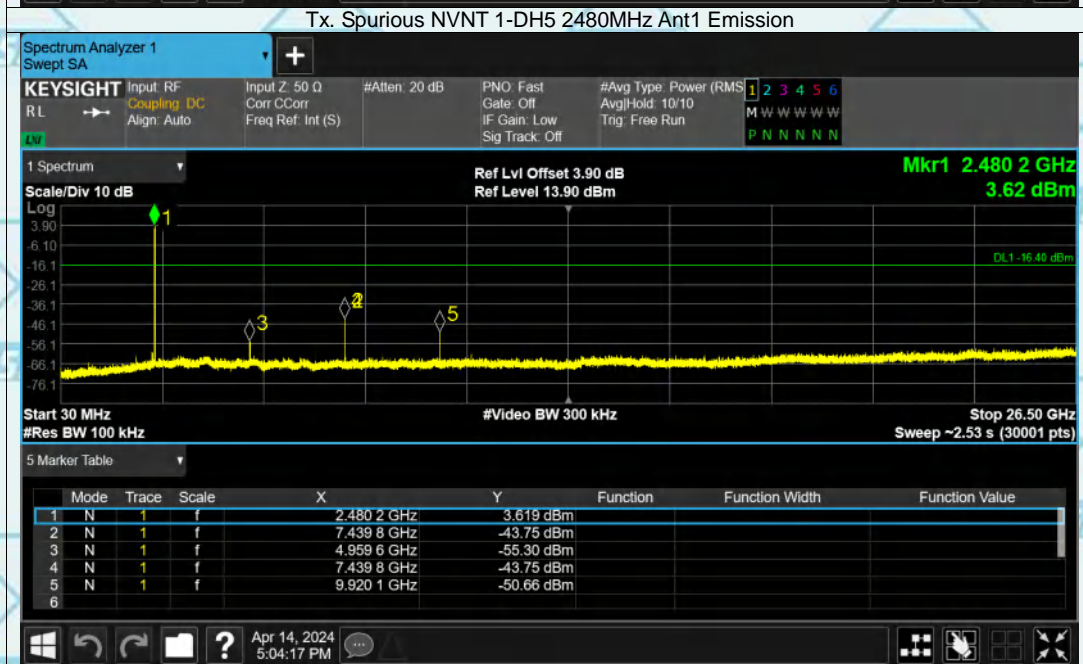 Tx. Spurious NVNT 1-DH5 2480MHz Ant1 Emission
Spectrum Analyzer 1
Swept SA
+
KEYSIGHT Input: RF Input Z: 50 Ω #Atten: 20 dB PNO: Fast #Avg Type: Power (RMS 1 2 3 4 5 6
RL Coupling: DC Corr CCorr Gate: Off Avg|Hold: 10/10 M W W W W W
Align: Auto Freq Ref: Int (S) IF Gain: Low Trig: Free Run
LXI Sig Track: Off P N N N N N
1 Spectrum Ref Lvl Offset 3.90 dB Mkr1 2.480 2 GHz
Scale/Div 10 dB Ref Level 13.90 dBm 3.62 dBm
Log
1
3.90
-6.10
DL1 -16.40 dBm
-16.1
-26.1
-36.1
2
4
5
3
-46.1
-56.1
-66.1
-76.1
Start 30 MHz #Video BW 300 kHz Stop 26.50 GHz
#Res BW 100 kHz Sweep ~2.53 s (30001 pts)
5 Marker Table
Mode Trace Scale X Y Function Function Width Function Value
1 N 1 f 2.480 2 GHz 3.619 dBm
2 N 1 f 7.439 8 GHz -43.75 dBm
3 N 1 f 4.959 6 GHz -55.30 dBm
4 N 1 f 7.439 8 GHz -43.75 dBm
5 N 1 f 9.920 1 GHz -50.66 dBm
6
? Apr 14, 2024
5:04:17 PM